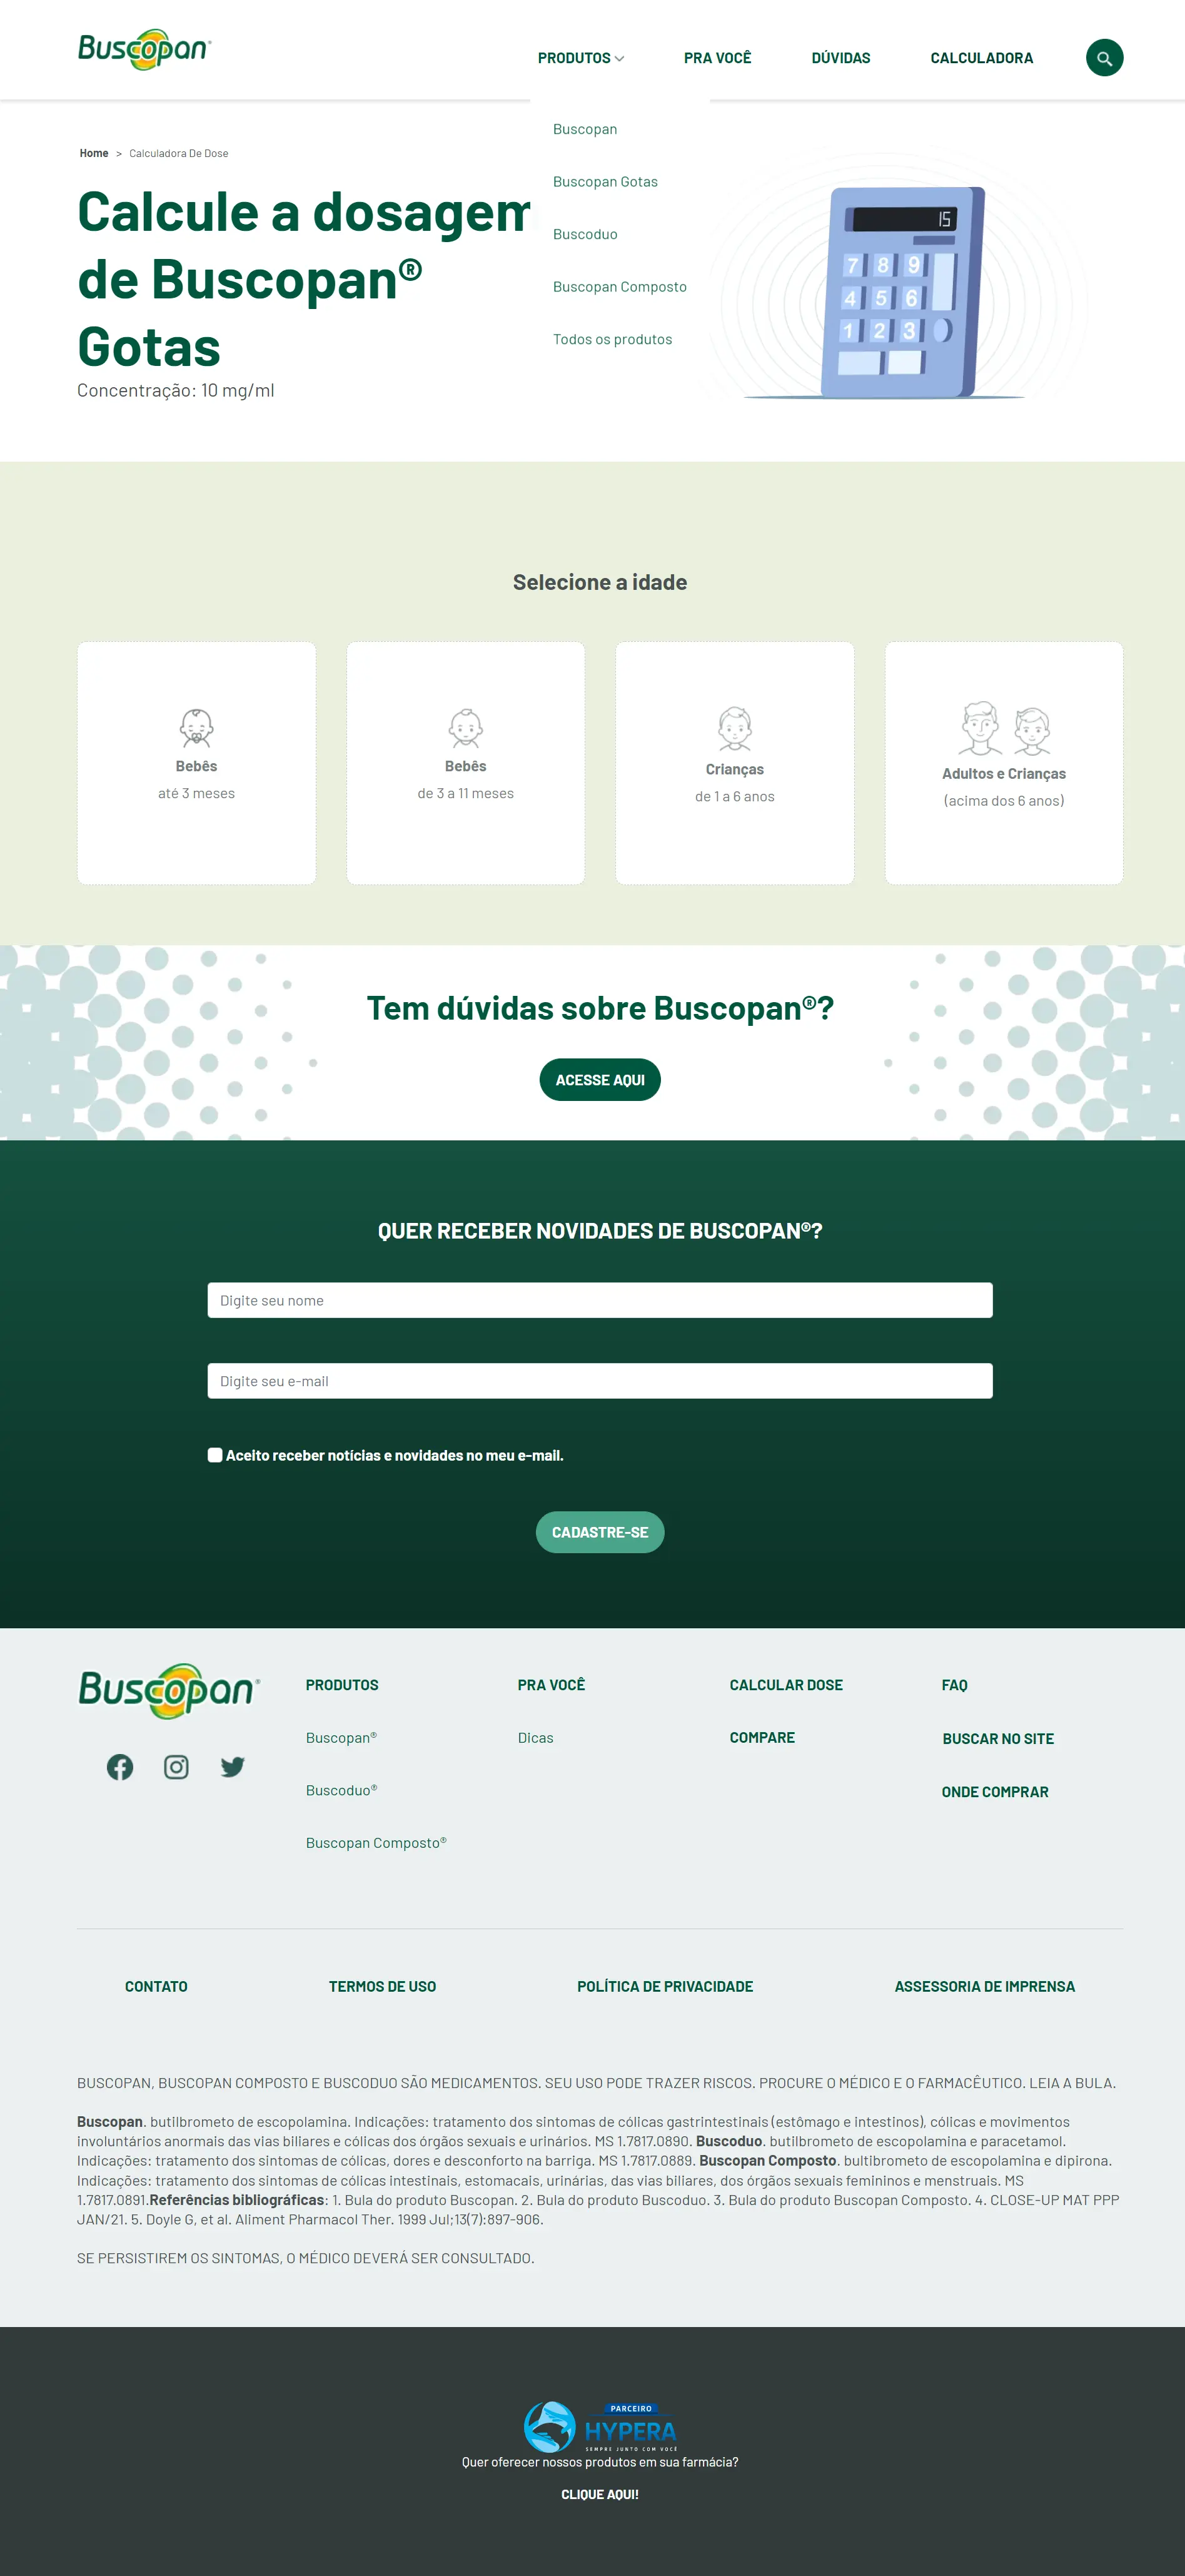 Buscopan®
PRODUTOS
PRA VOCÊ
DÚVIDAS
CALCULADORA
Buscopan
Buscopan Gotas
Buscoduo
Buscopan Composto
Todos os produtos
Home > Calculadora De Dose
Calcule a dosagem
de Buscopan®
Gotas
Concentração: 10 mg/ml
15
7 8 9
4 5 6
1 2 3
Selecione a idade
Bebês
até 3 meses
Bebês
de 3 a 11 meses
Crianças
de 1 a 6 anos
Adultos e Crianças
(acima dos 6 anos)
Tem dúvidas sobre Buscopan®?
ACESSE AQUI
QUER RECEBER NOVIDADES DE BUSCOPAN®?
Digite seu nome
Digite seu e-mail
Aceito receber notícias e novidades no meu e-mail.
CADASTRE-SE
Buscopan®
PRODUTOS
Buscopan®
Buscoduo®
Buscopan Composto®
PRA VOCÊ
Dicas
CALCULAR DOSE
COMPARE
FAQ
BUSCAR NO SITE
ONDE COMPRAR
CONTATO
TERMOS DE USO
POLÍTICA DE PRIVACIDADE
ASSESSORIA DE IMPRENSA
BUSCOPAN, BUSCOPAN COMPOSTO E BUSCODUO SÃO MEDICAMENTOS. SEU USO PODE TRAZER RISCOS. PROCURE O MÉDICO E O FARMACÊUTICO. LEIA A BULA.
Buscopan. butilbrometo de escopolamina. Indicações: tratamento dos sintomas de cólicas gastrintestinais (estômago e intestinos), cólicas e movimentos
involuntários anormais das vias biliares e cólicas dos órgãos sexuais e urinários. MS 1.7817.0890. Buscoduo. butilbrometo de escopolamina e paracetamol.
Indicações: tratamento dos sintomas de cólicas, dores e desconforto na barriga. MS 1.7817.0889. Buscopan Composto. bultibrometo de escopolamina e dipirona.
Indicações: tratamento dos sintomas de cólicas intestinais, estomacais, urinárias, das vias biliares, dos órgãos sexuais femininos e menstruais. MS
1.7817.0891.Referências bibliográficas: 1. Bula do produto Buscopan. 2. Bula do produto Buscoduo. 3. Bula do produto Buscopan Composto. 4. CLOSE-UP MAT PPP
JAN/21. 5. Doyle G, et al. Aliment Pharmacol Ther. 1999 Jul;13(7):897-906.
SE PERSISTIREM OS SINTOMAS, O MÉDICO DEVERÁ SER CONSULTADO.
PARCEIRO
HYPERA
SEMPRE JUNTO COM VOCÊ
Quer oferecer nossos produtos em sua farmácia?
CLIQUE AQUI!